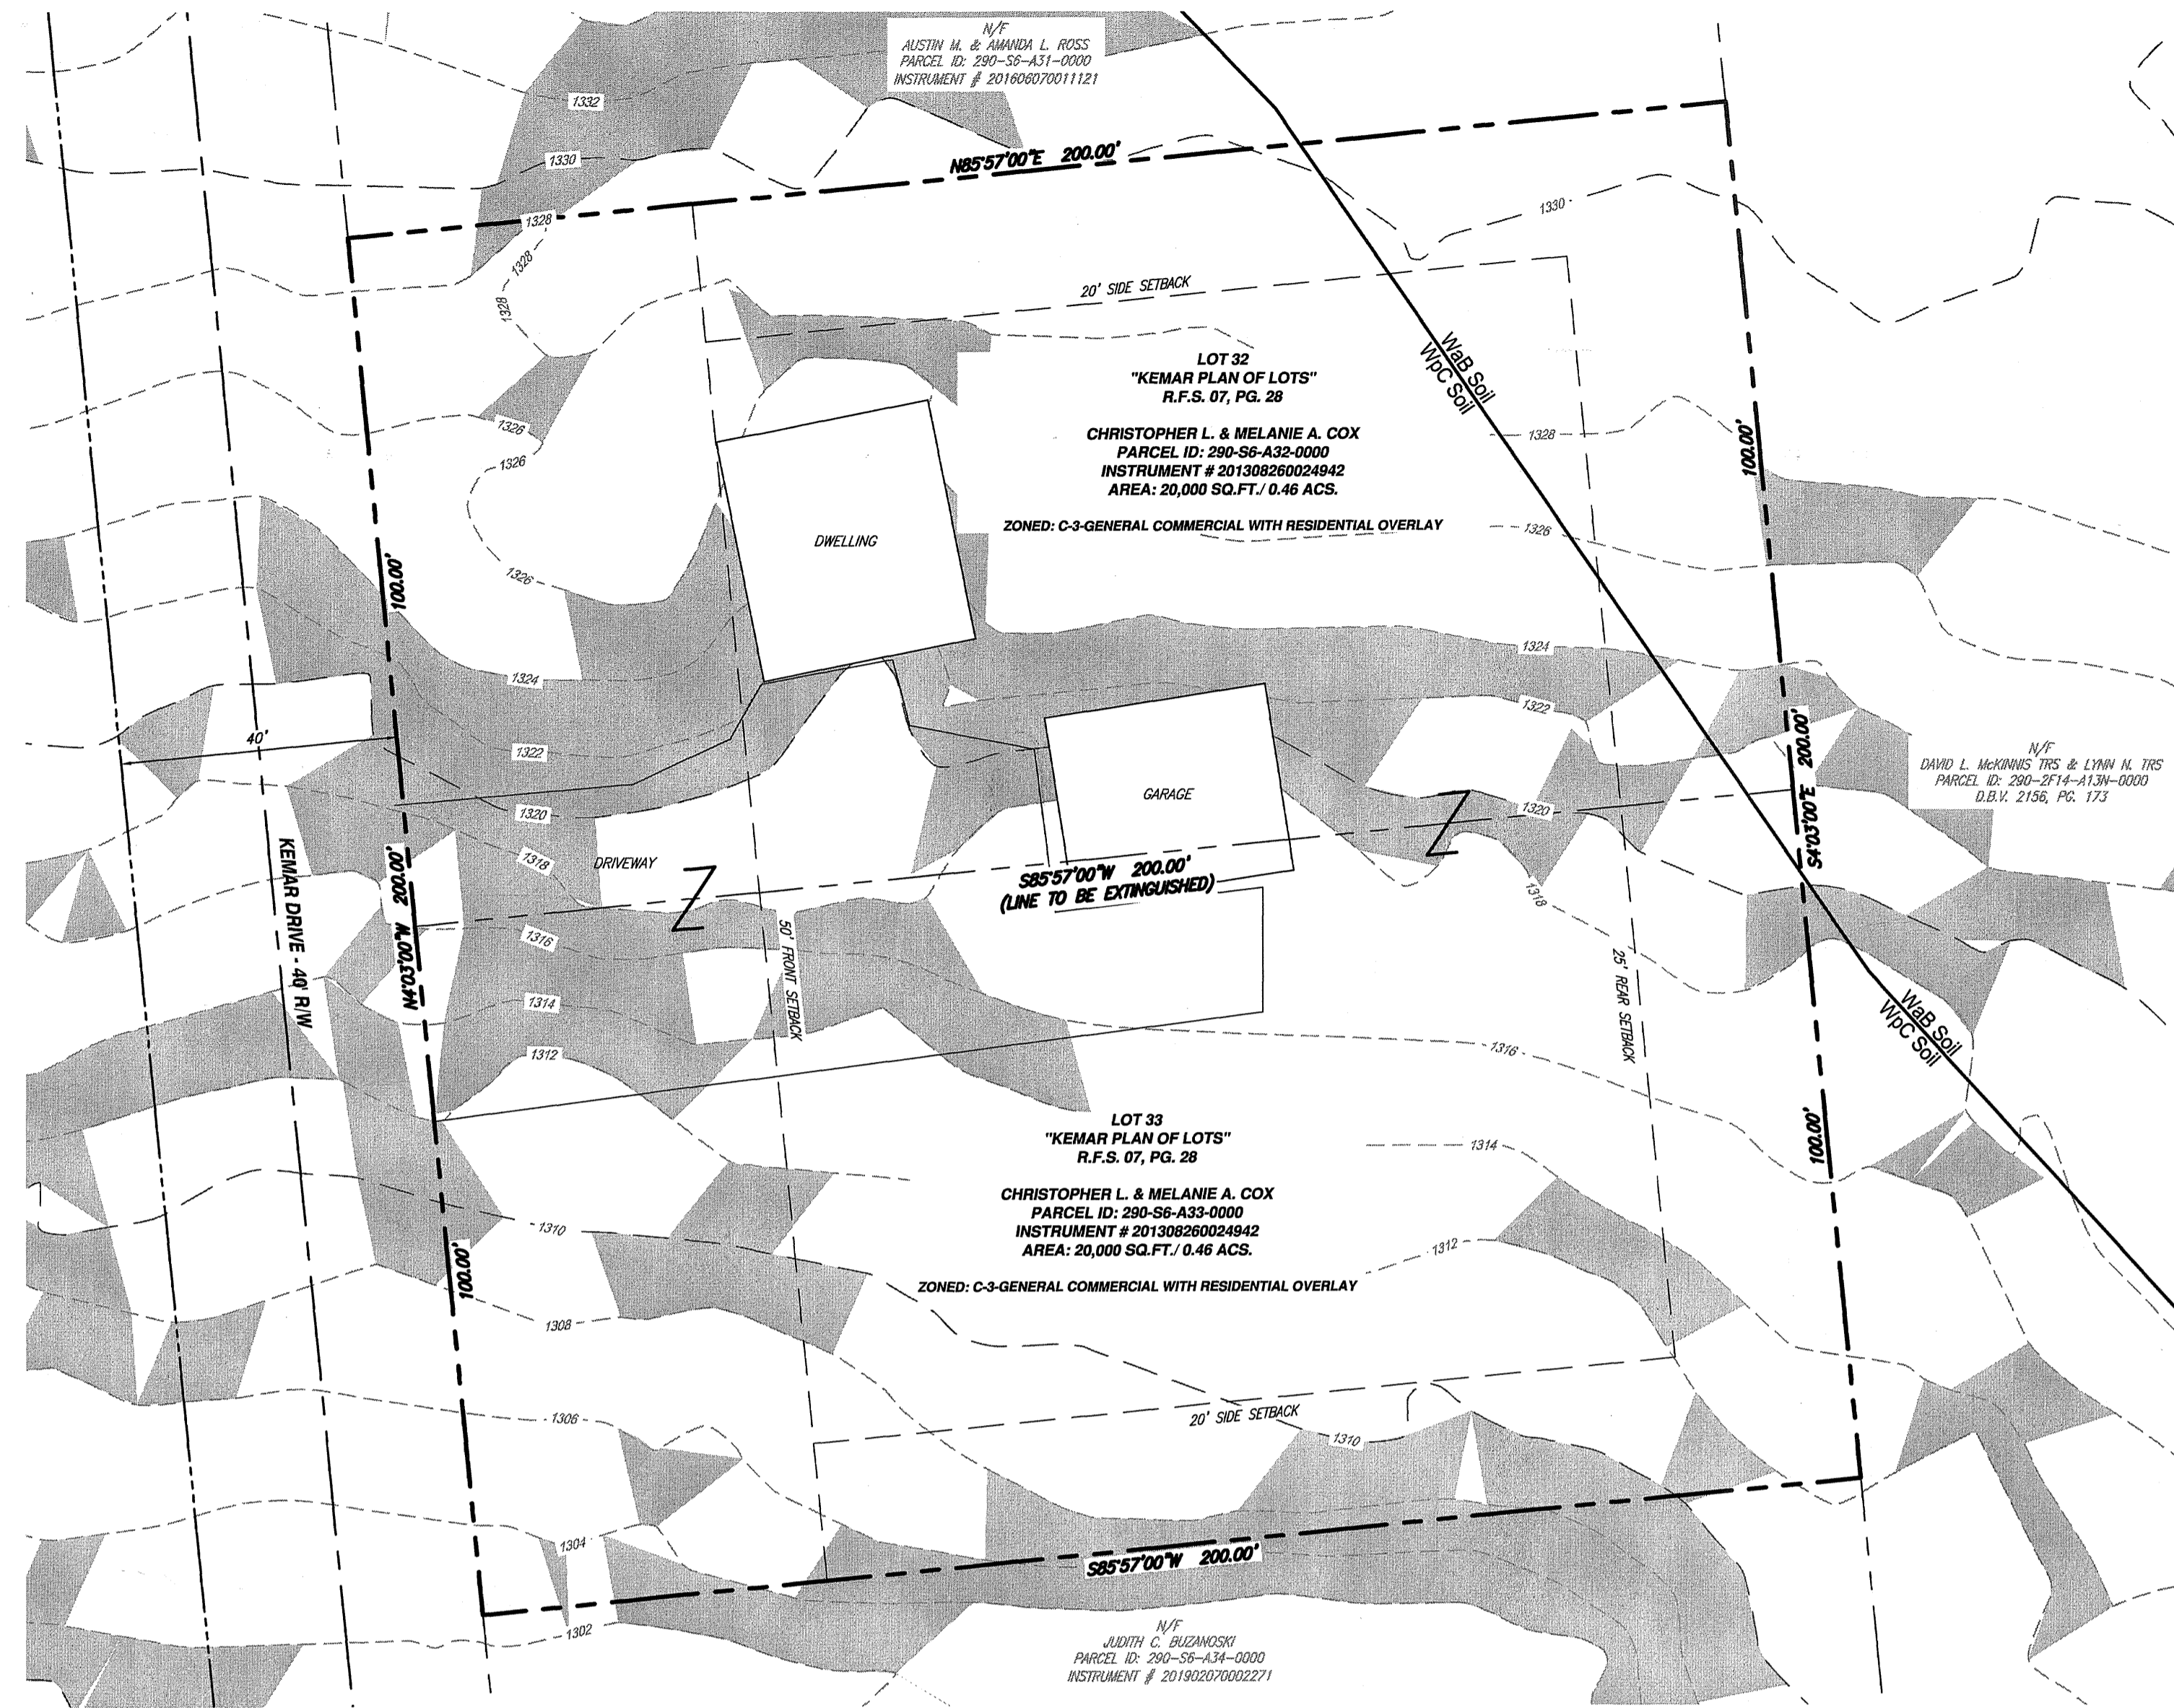 N/F
AUSTIN M. & AMANDA L. ROSS
PARCEL ID: 290-S6-A31-0000
INSTRUMENT # 201606070011121
1332
1330
N85°57'00"E 200.00'
1328
1328
1328
1330
20' SIDE SETBACK
LOT 32
"KEMAR PLAN OF LOTS"
R.F.S. 07, PG. 28
CHRISTOPHER L. & MELANIE A. COX
PARCEL ID: 290-S6-A32-0000
INSTRUMENT # 201308260024942
AREA: 20,000 SQ.FT./ 0.46 ACS.
ZONED: C-3-GENERAL COMMERCIAL WITH RESIDENTIAL OVERLAY
WaB Soil
WpC Soil
1328
100.00'
1326
1326
1326
1326
DWELLING
100.00'
1324
1324
1322
1322
40'
200.00'
S4°03'00"E
N/F
DAVID L. McKINNIS TRS & LYNN N. TRS
PARCEL ID: 290-2F14-A13N-0000
D.B.V. 2156, PG. 173
GARAGE
1320
1320
1318
DRIVEWAY
Z
Z
S85°57'00"W 200.00'
(LINE TO BE EXTINGUISHED)
1318
KEMAR DRIVE - 40' R/W
N4°03'00"W 200.00'
1316
50' FRONT SETBACK
25' REAR SETBACK
1314
1312
1316
WaB Soil
WpC Soil
LOT 33
"KEMAR PLAN OF LOTS"
R.F.S. 07, PG. 28
CHRISTOPHER L. & MELANIE A. COX
PARCEL ID: 290-S6-A33-0000
INSTRUMENT # 201308260024942
AREA: 20,000 SQ.FT./ 0.46 ACS.
ZONED: C-3-GENERAL COMMERCIAL WITH RESIDENTIAL OVERLAY
1314
100.00'
1310
1312
100.00'
1308
1306
20' SIDE SETBACK
1310
1304
S85°57'00"W 200.00'
1302
N/F
JUDITH C. BUZANOSKI
PARCEL ID: 290-S6-A34-0000
INSTRUMENT # 201902070002271